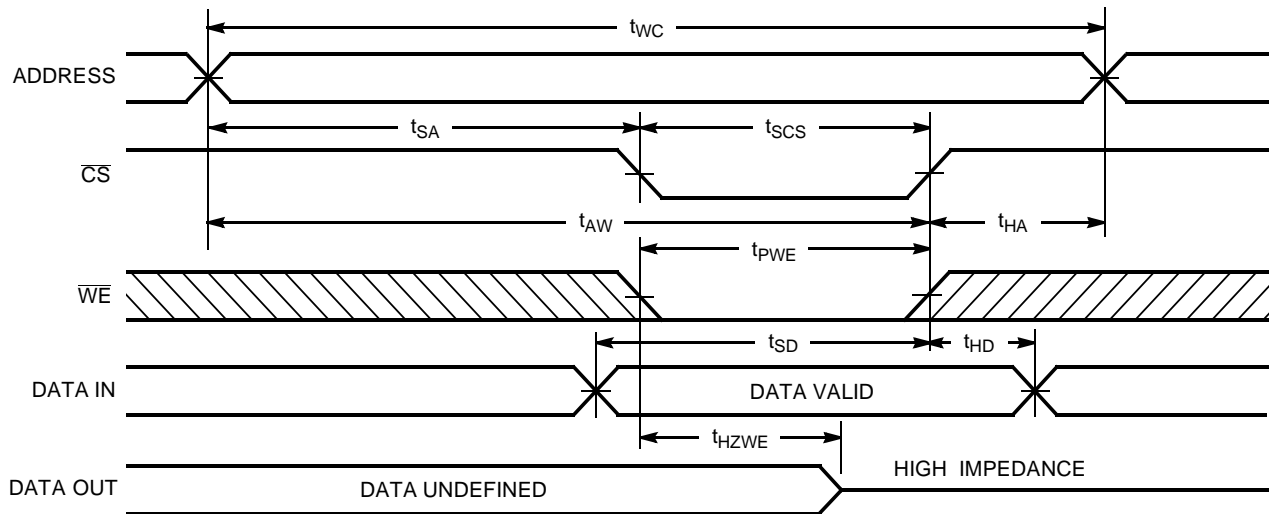 tWC
ADDRESS
tSA
tSCS
CS
tAW
tHA
tPWE
WE
tSD
tHD
DATA IN
DATA VALID
tHZWE
HIGH IMPEDANCE
DATA OUT
DATA UNDEFINED